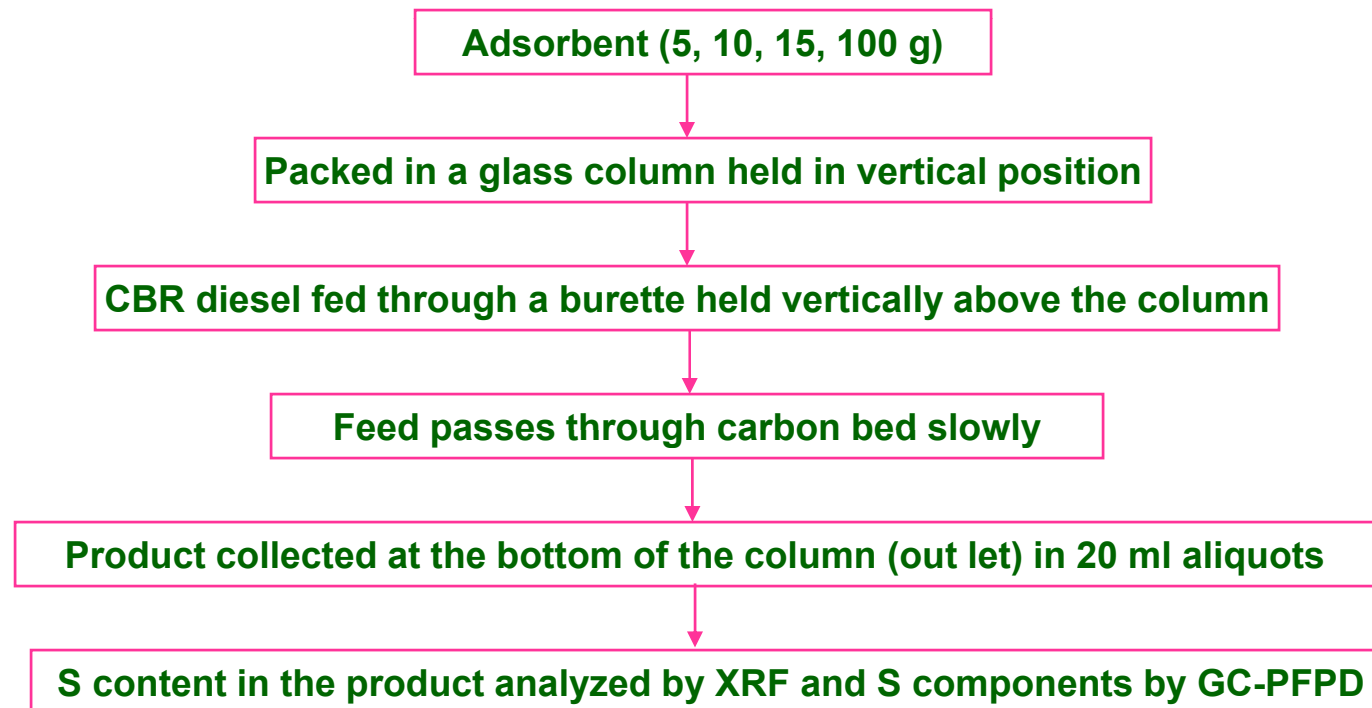 Adsorbent (5, 10, 15, 100 g)
Packed in a glass column held in vertical position
CBR diesel fed through a burette held vertically above the column
Feed passes through carbon bed slowly
Product collected at the bottom of the column (out let) in 20 ml aliquots
S content in the product analyzed by XRF and S components by GC-PFPD